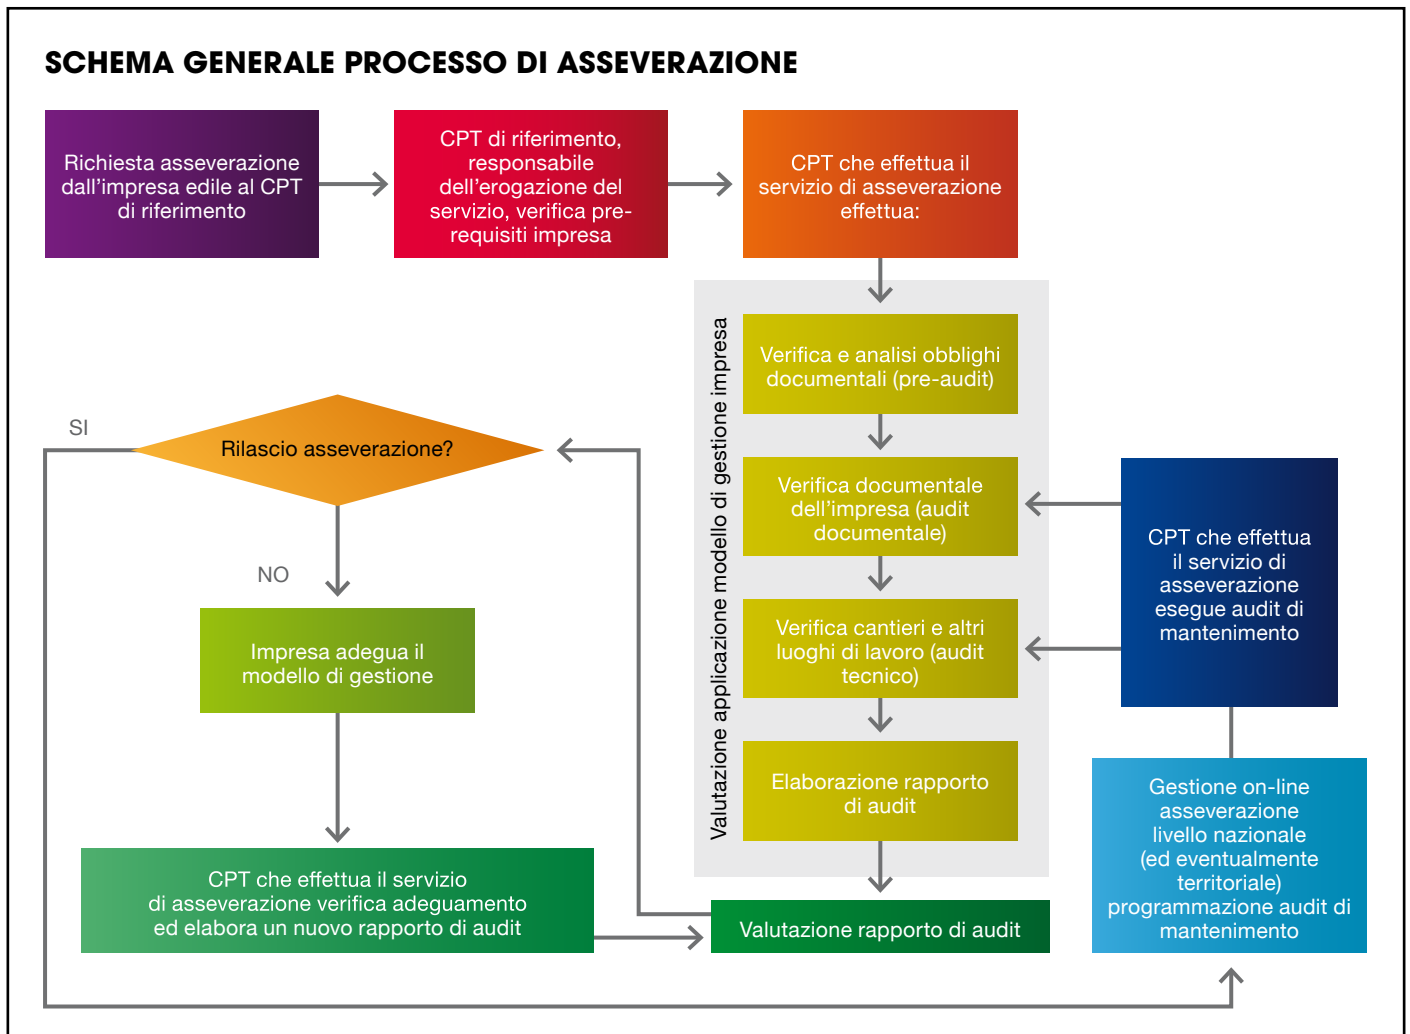 SCHEMA GENERALE PROCESSO DI ASSEVERAZIONE
Richiesta asseverazione
dall'impresa edile al CPT
di riferimento
CPT di riferimento,
responsabile
dell'erogazione del
servizio, verifica pre-
requisiti impresa
CPT che effettua il
servizio di asseverazione
effettua:
Valutazione applicazione modello di gestione impresa
Verifica e analisi obblighi
documentali (pre-audit)
Verifica documentale
dell'impresa (audit
documentale)
Verifica cantieri e altri
luoghi di lavoro (audit
tecnico)
Elaborazione rapporto
di audit
Valutazione rapporto di audit
Rilascio asseverazione?
SI
NO
Impresa adegua il
modello di gestione
CPT che effettua il servizio
di asseverazione verifica adeguamento
ed elabora un nuovo rapporto di audit
CPT che effettua
il servizio di
asseverazione
esegue audit di
mantenimento
Gestione on-line
asseverazione
livello nazionale
(ed eventualmente
territoriale)
programmazione audit di
mantenimento